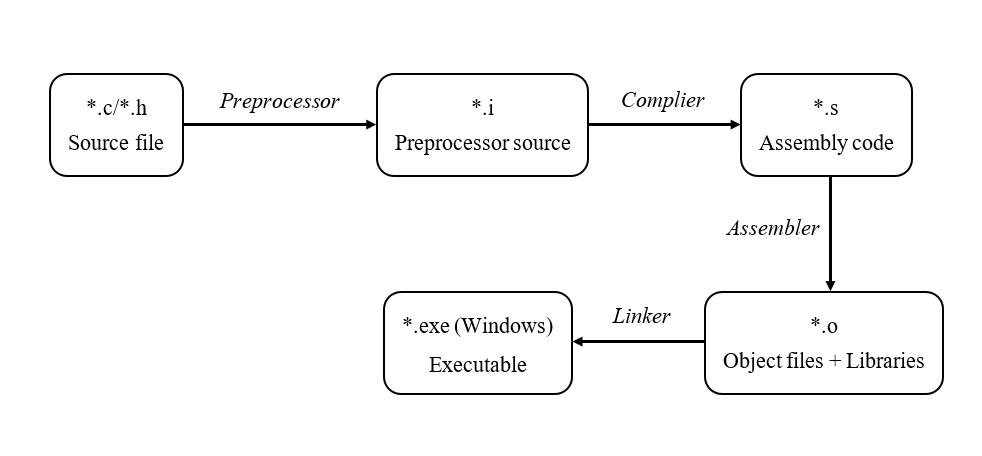 *.c/*.h
Source file
Preprocessor
*.i
Preprocessor source
Complier
*.s
Assembly code
Assembler
*.o
Object files + Libraries
Linker
*.exe (Windows)
Executable